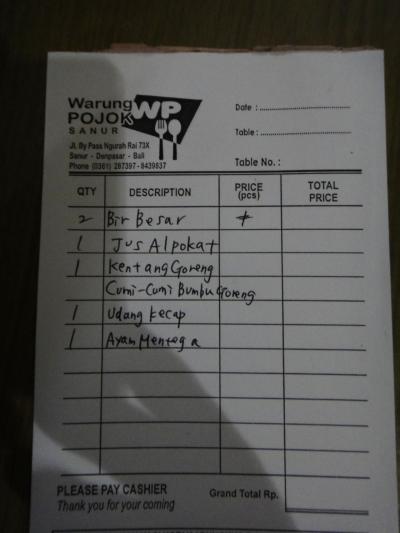 Warung
POJOK
SANUR
WP
Jl. By Pass Ngurah Rai 73X
Sanur - Denpasar - Bali
Phone (0361) 287397 - 8439837
Date :
Table :
Table No. :
QTY DESCRIPTION PRICE (pcs) TOTAL PRICE
2 Bir Besar
1 Jus Alpokat
1 Kentang Goreng
Cumi-Cumi Bumbu Goreng
1 Udang Kecap
1 Ayam Mentega
PLEASE PAY CASHIER
Grand Total Rp.
Thank you for your coming